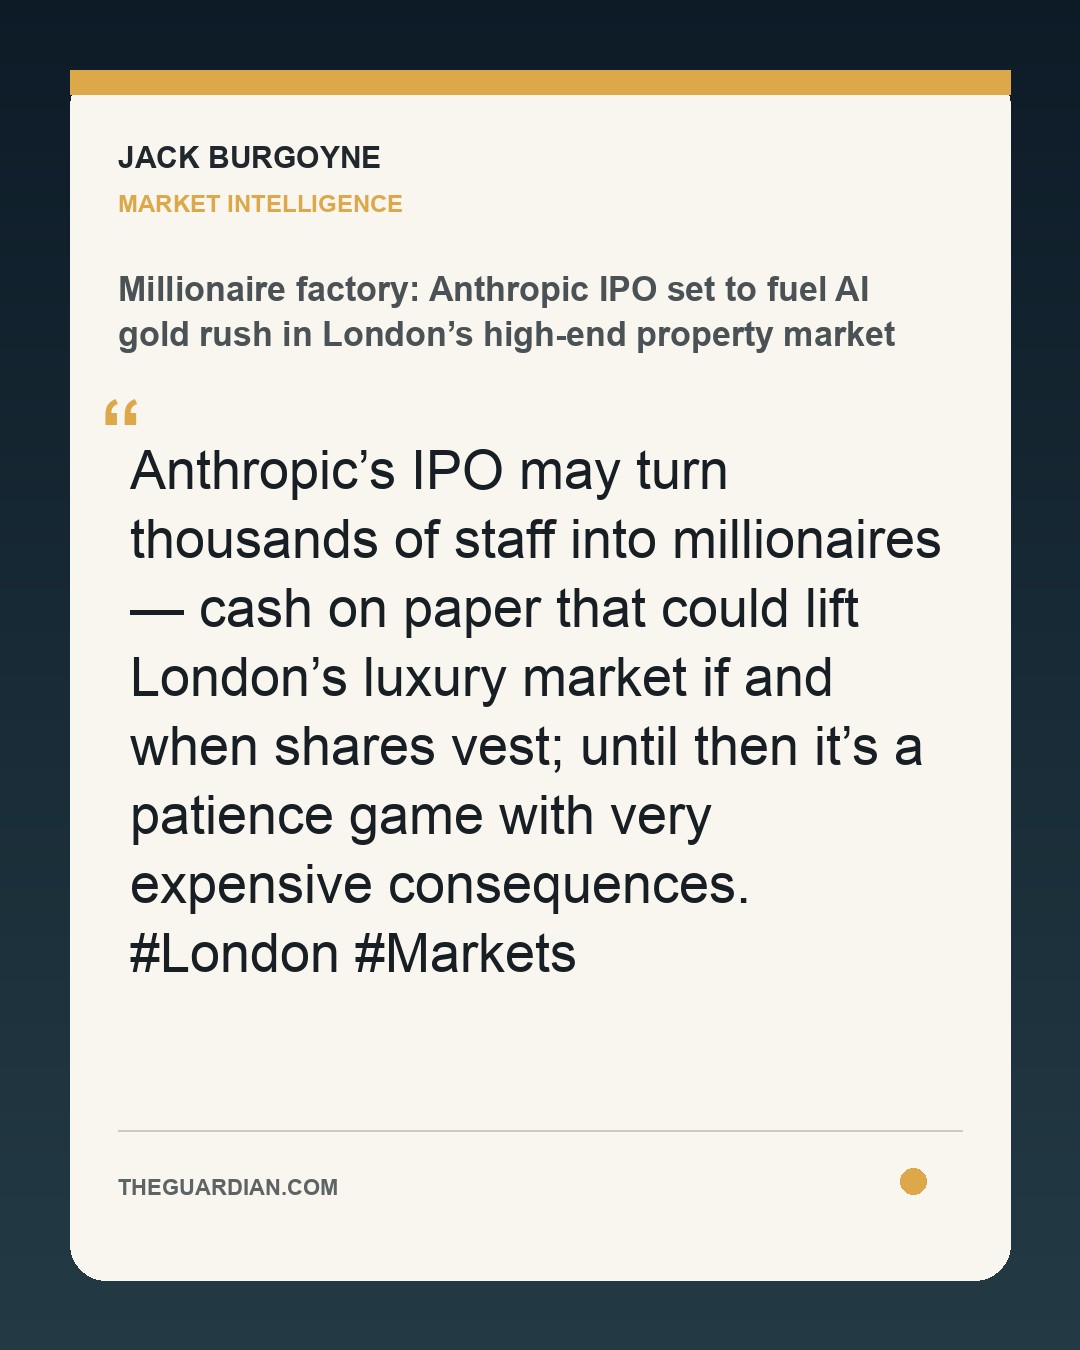 JACK BURGOYNE
MARKET INTELLIGENCE
Millionaire factory: Anthropic IPO set to fuel AI
gold rush in London’s high-end property market
“
Anthropic’s IPO may turn
thousands of staff into millionaires
— cash on paper that could lift
London’s luxury market if and
when shares vest; until then it’s a
patience game with very
expensive consequences.
#London #Markets
THEGUARDIAN.COM